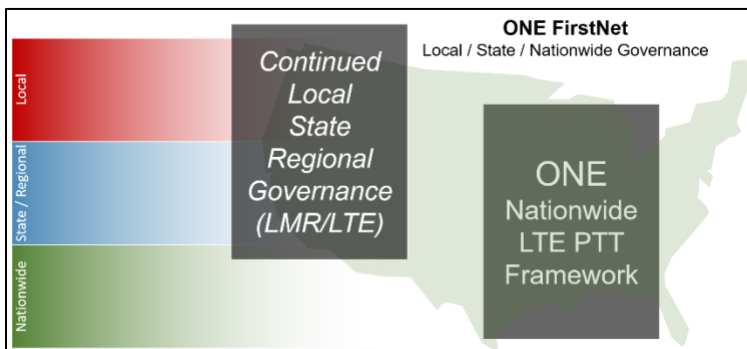 ONE FirstNet
Local / State / Nationwide Governance
Local
State / Regional
Nationwide
Continued
Local
State
Regional
Governance
(LMR/LTE)
ONE
Nationwide
LTE PTT
Framework